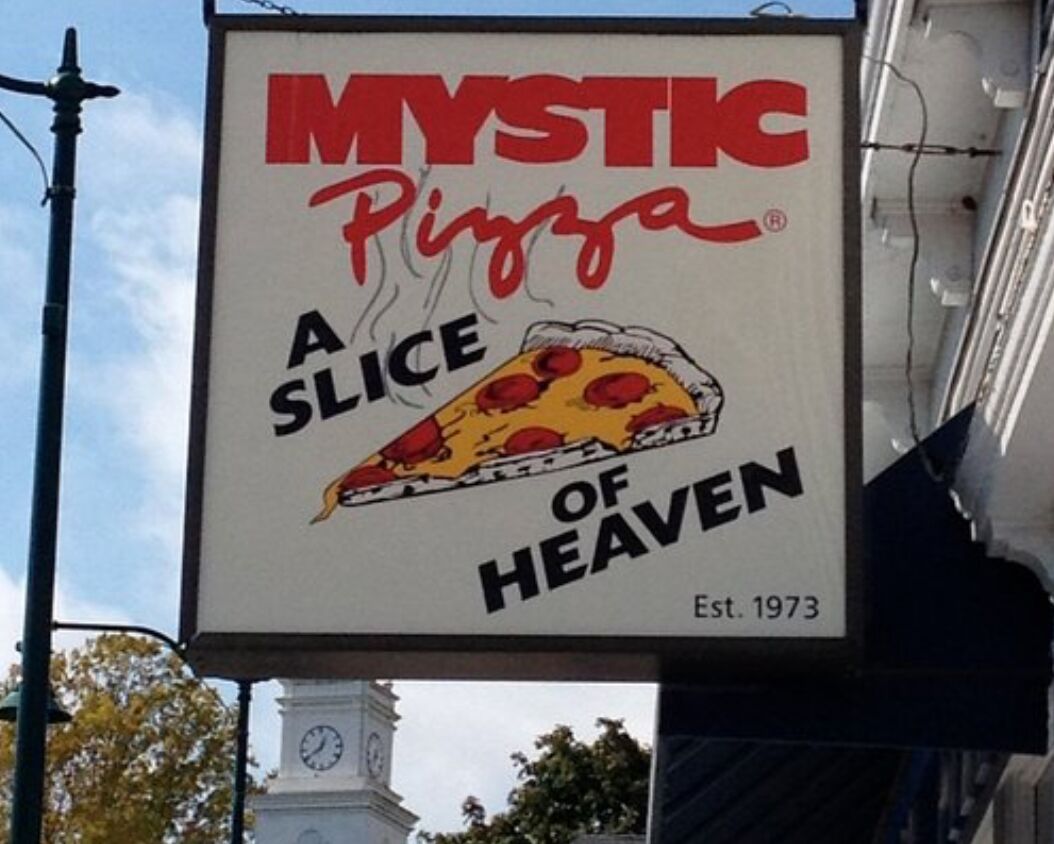 MYSTIC
Pizza®
A
SLICE
OF
HEAVEN
Est. 1973